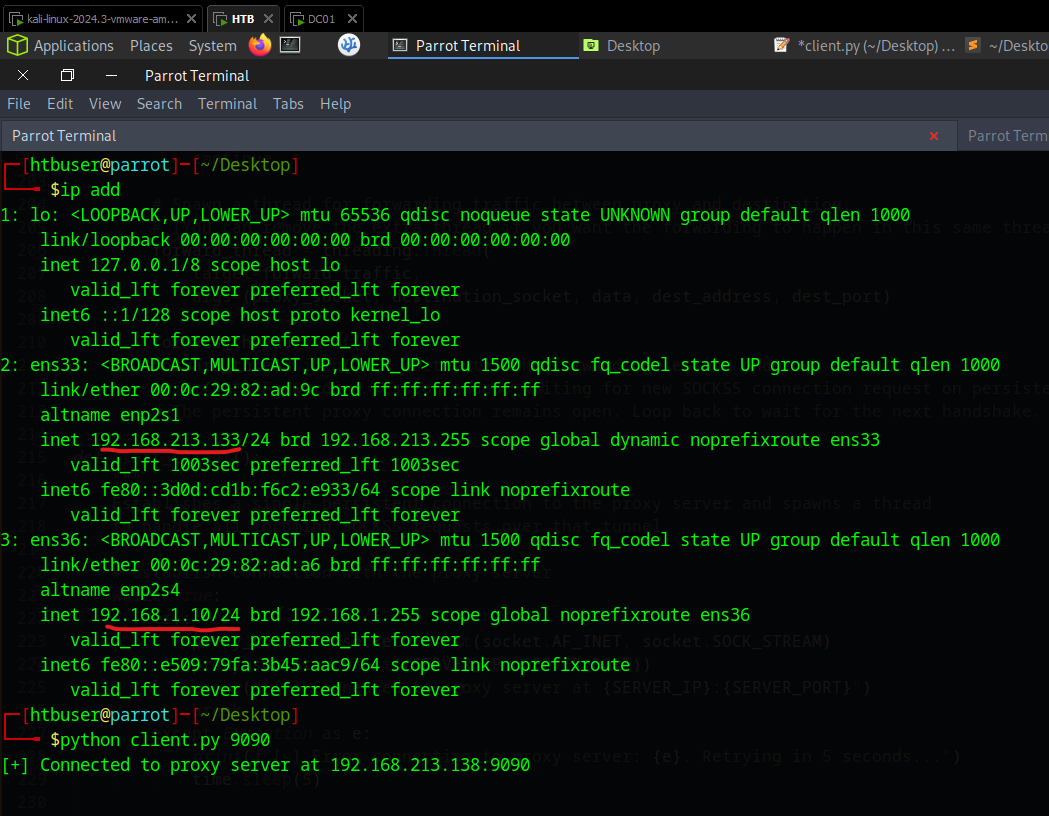 kali-linux-2024.3-vmware-am...
HTB
DC01
Applications Places System Parrot Terminal Desktop *client.py (~/Desktop) ... ~/Deskto
Parrot Terminal
File Edit View Search Terminal Tabs Help
Parrot Terminal Parrot Term
┌─[htbuser@parrot]─[~/Desktop]
└──╼ $ip add
1: lo: <LOOPBACK,UP,LOWER_UP> mtu 65536 qdisc noqueue state UNKNOWN group default qlen 1000
link/loopback 00:00:00:00:00:00 brd 00:00:00:00:00:00
inet 127.0.0.1/8 scope host lo
valid_lft forever preferred_lft forever
inet6 ::1/128 scope host proto kernel_lo
valid_lft forever preferred_lft forever
2: ens33: <BROADCAST,MULTICAST,UP,LOWER_UP> mtu 1500 qdisc fq_codel state UP group default qlen 1000
link/ether 00:0c:29:82:ad:9c brd ff:ff:ff:ff:ff:ff
altname enp2s1
inet 192.168.213.133/24 brd 192.168.213.255 scope global dynamic noprefixroute ens33
valid_lft 1003sec preferred_lft 1003sec
inet6 fe80::3d0d:cd1b:f6c2:e933/64 scope link noprefixroute
valid_lft forever preferred_lft forever
3: ens36: <BROADCAST,MULTICAST,UP,LOWER_UP> mtu 1500 qdisc fq_codel state UP group default qlen 1000
link/ether 00:0c:29:82:ad:a6 brd ff:ff:ff:ff:ff:ff
altname enp2s4
inet 192.168.1.10/24 brd 192.168.1.255 scope global noprefixroute ens36
valid_lft forever preferred_lft forever
inet6 fe80::e509:79fa:3b45:aac9/64 scope link noprefixroute
valid_lft forever preferred_lft forever
┌─[htbuser@parrot]─[~/Desktop]
└──╼ $python client.py 9090
[+] Connected to proxy server at 192.168.213.138:9090